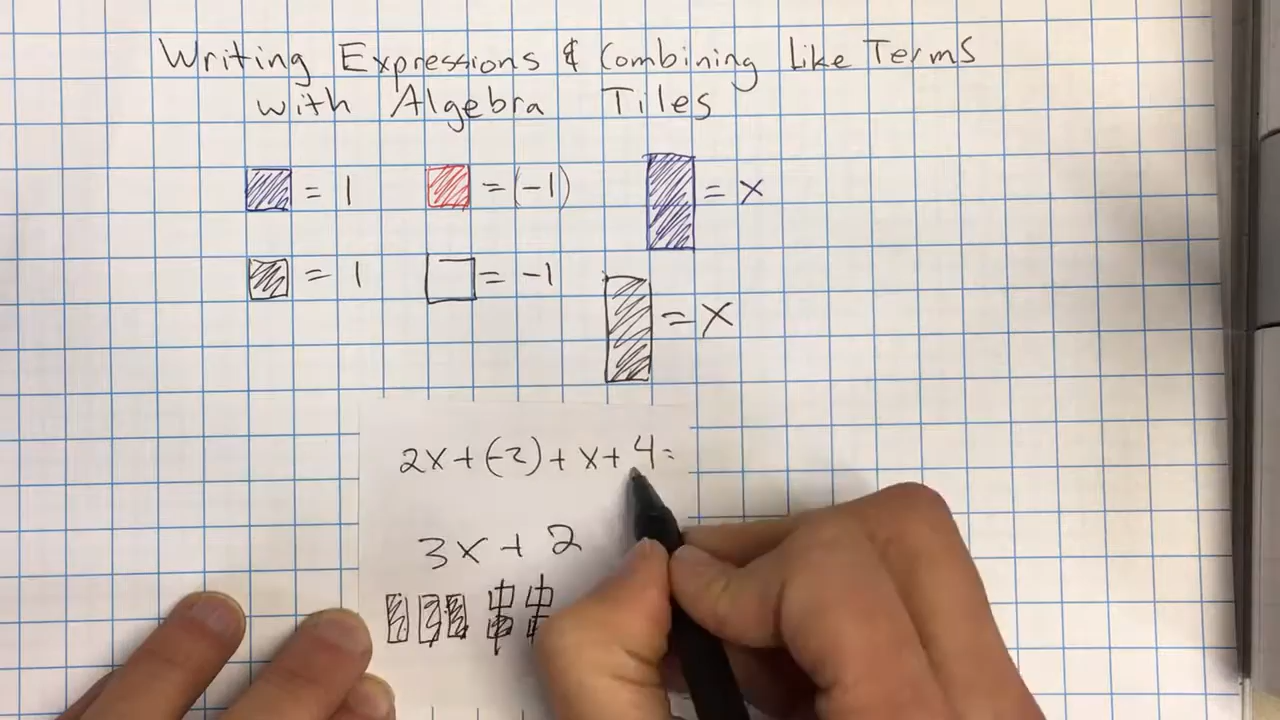 Writing Expressions & Combining Like Terms
with Algebra Tiles
= 1 = (-1) = x
= 1 = -1 = x
2x + (-2) + x + 4 =
3x + 2